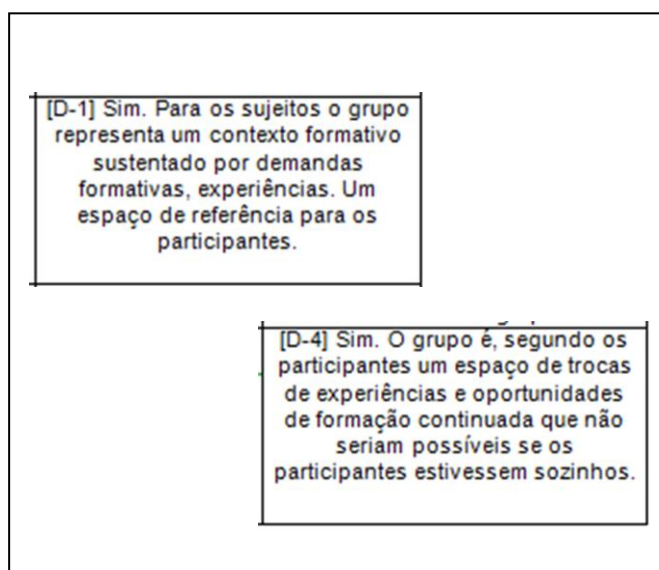 [D-1] Sim. Para os sujeitos o grupo
representa um contexto formativo
sustentado por demandas
formativas, experiências. Um
espaço de referência para os
participantes.
[D-4] Sim. O grupo é, segundo os
participantes um espaço de trocas
de experiências e oportunidades
de formação continuada que não
seriam possíveis se os
participantes estivessem sozinhos.